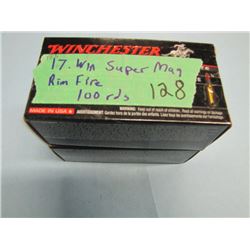 WINCHESTER
17. WIN Super Mag
Rim Fire
100 rds
128
MADE IN USA